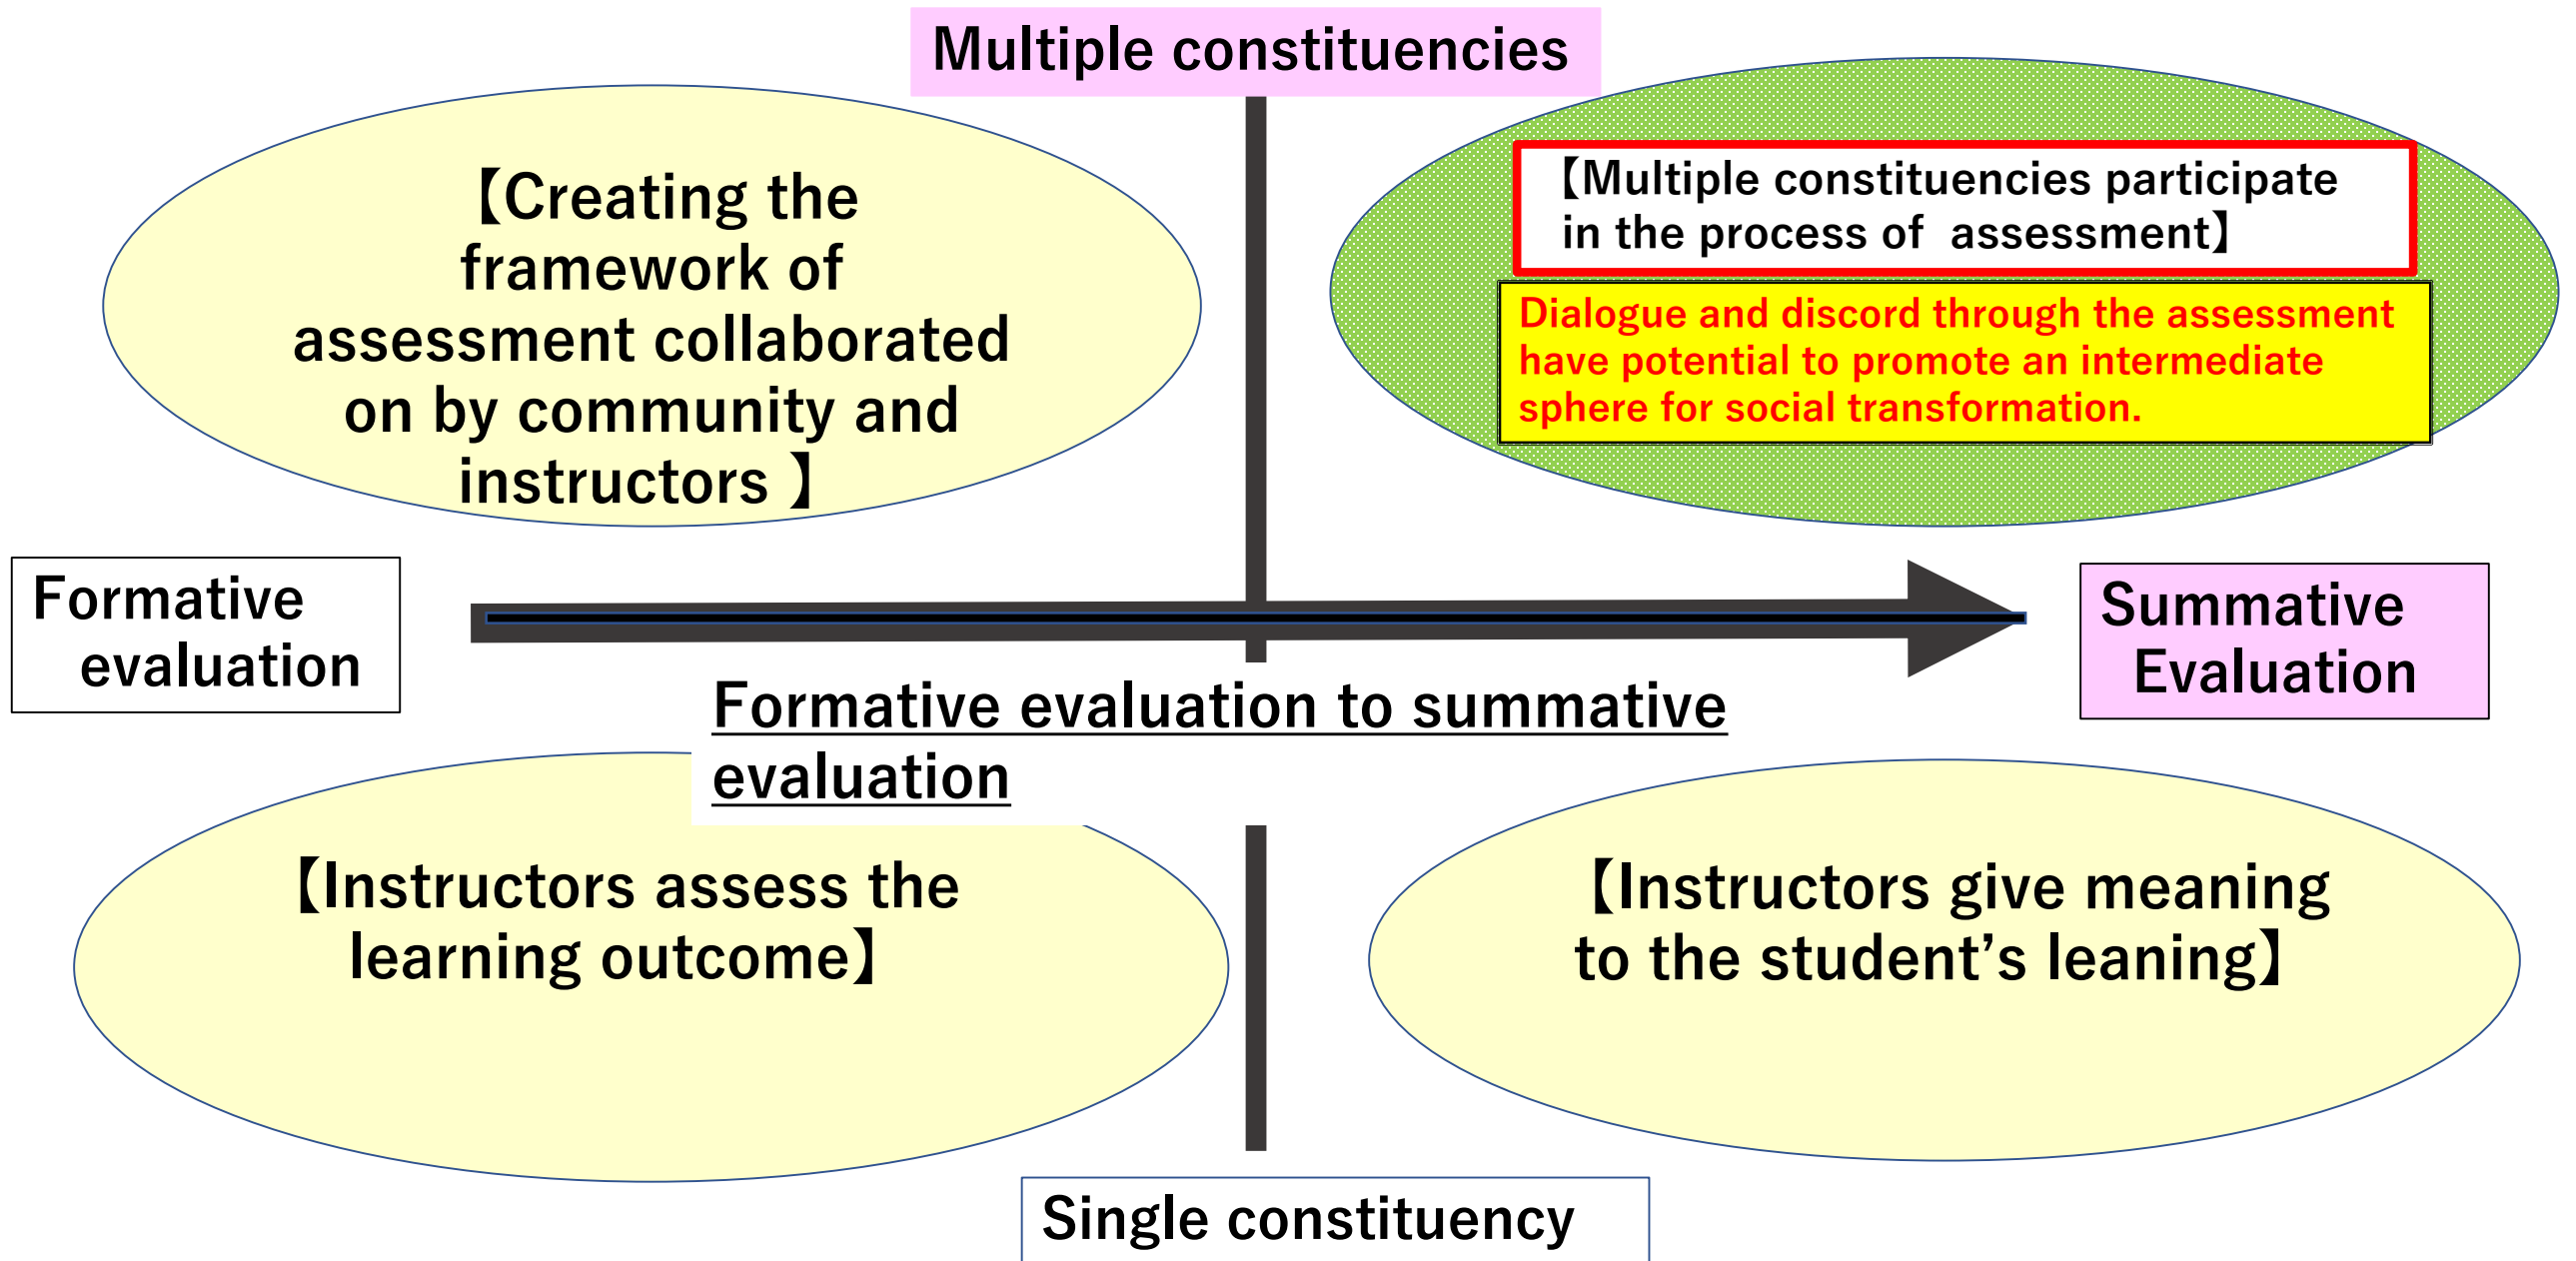 Multiple constituencies
【Creating the
framework of
assessment collaborated
on by community and
instructors 】
【Multiple constituencies participate
in the process of  assessment】
Dialogue and discord through the assessment
have potential to promote an intermediate
sphere for social transformation.
Formative
evaluation
Summative
Evaluation
Formative evaluation to summative
evaluation
【Instructors assess the
learning outcome】
【Instructors give meaning
to the student’s leaning】
Single constituency